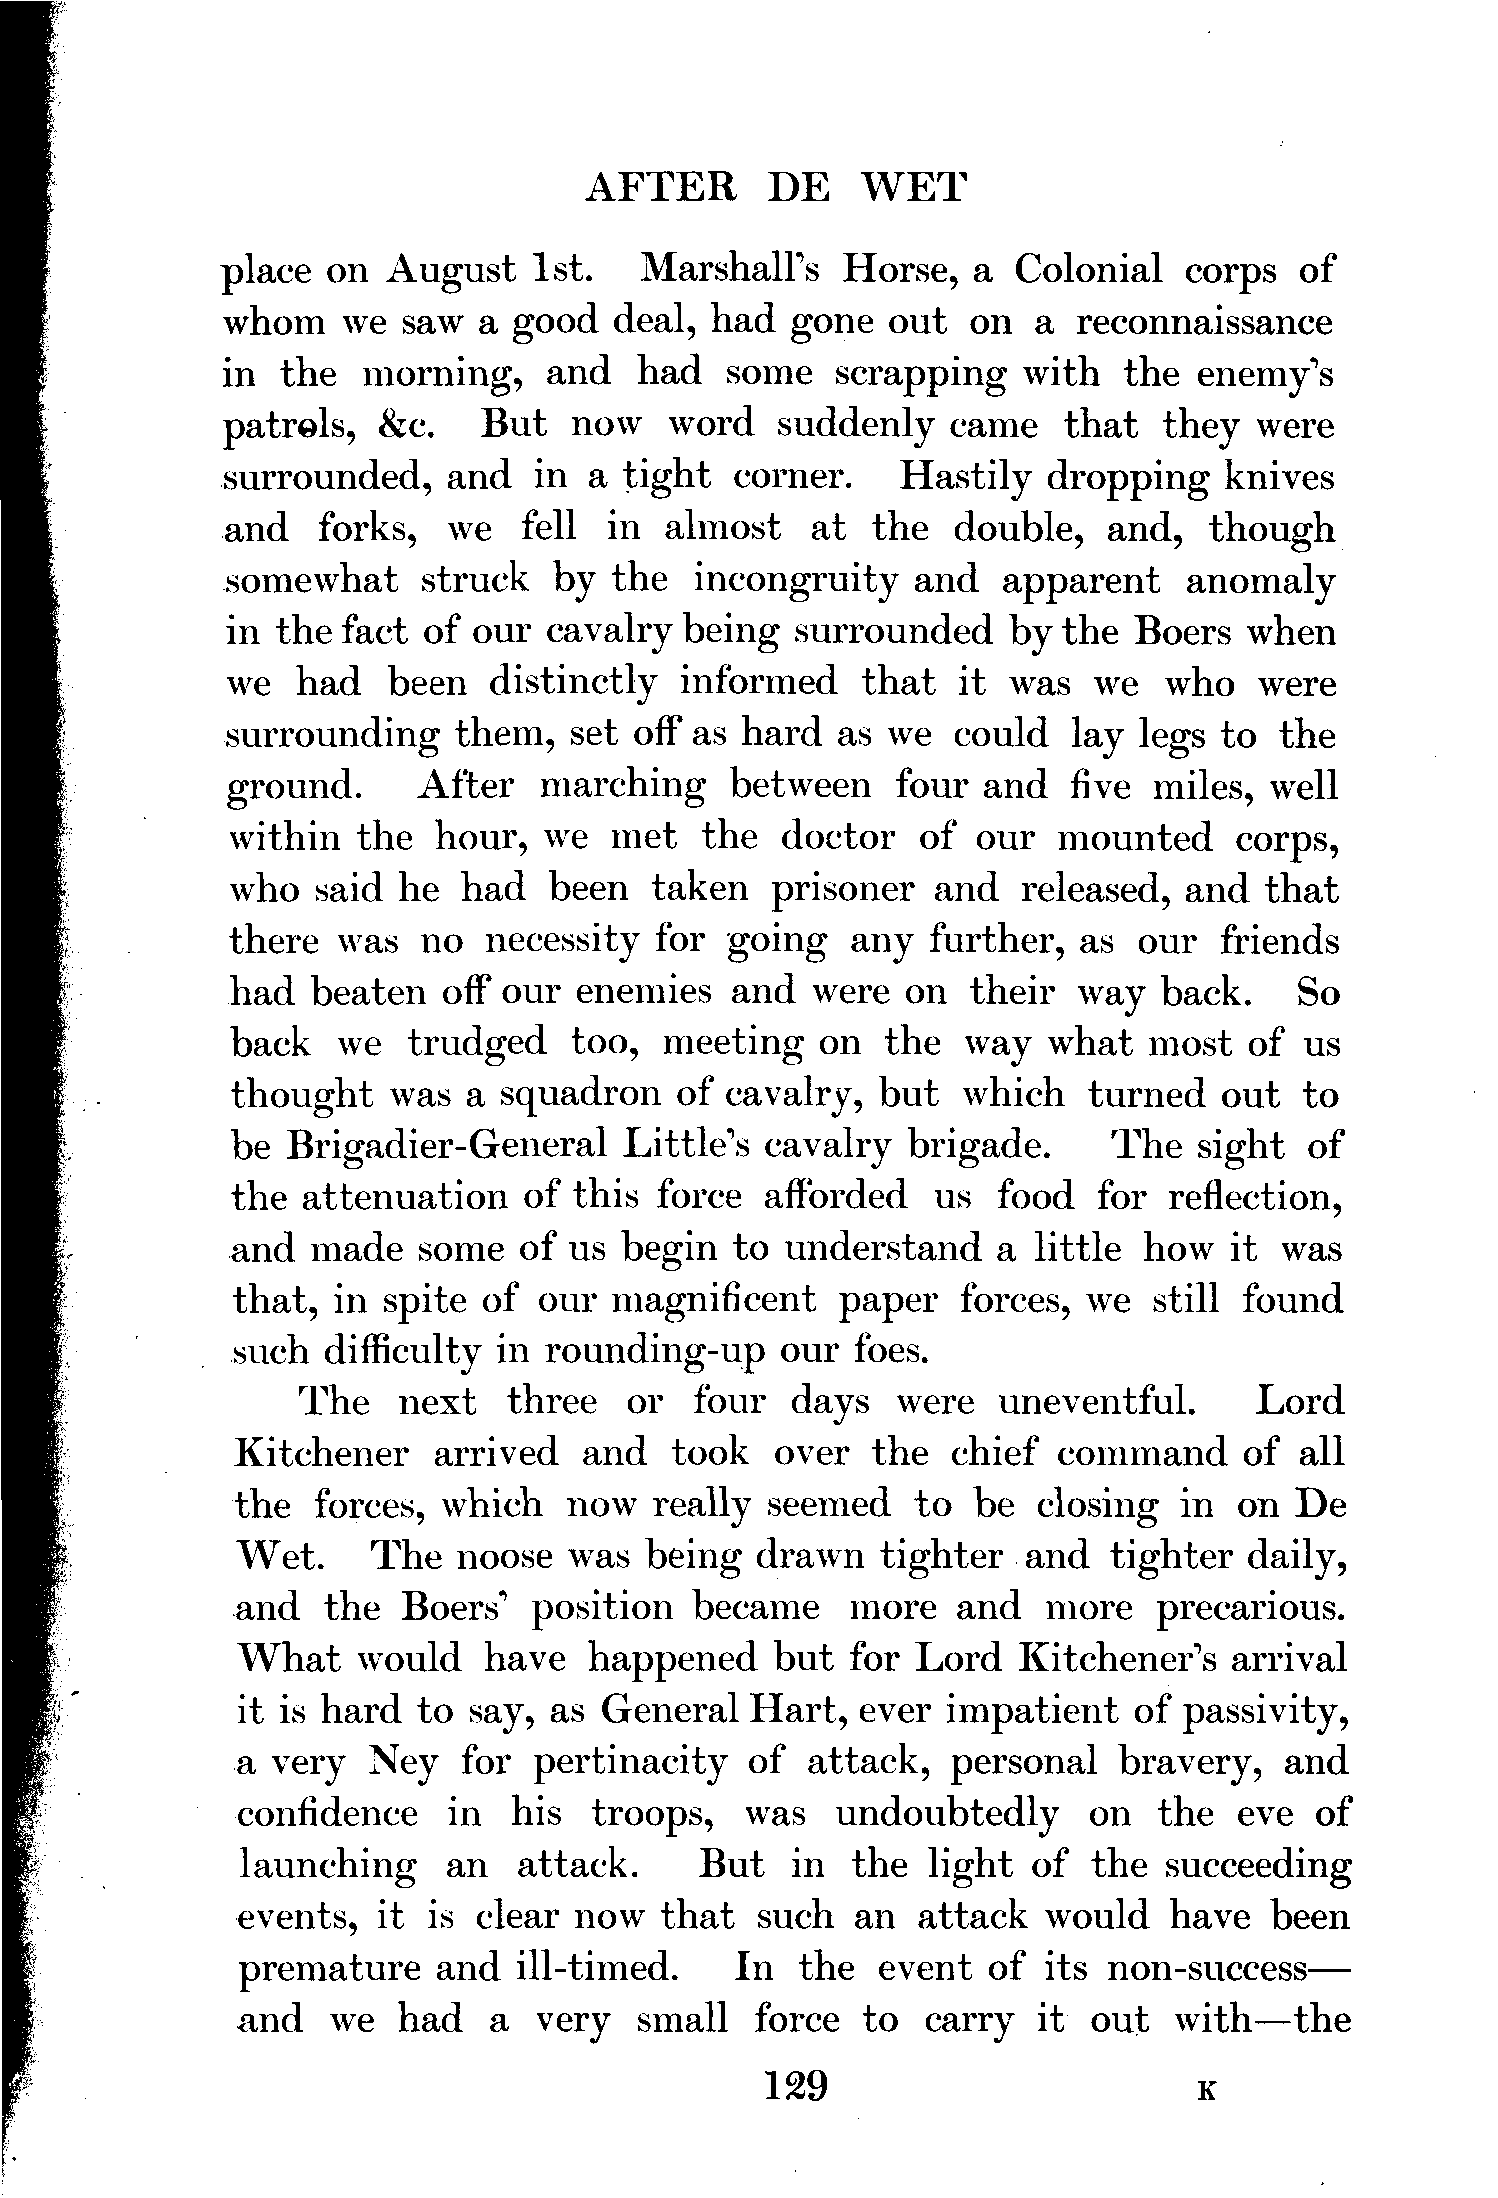 AFTER DE WET
place on August 1st. Marshall's Horse, a Colonial corps of
whom we saw a good deal, had gone out on a reconnaissance
in the morning, and had some scrapping with the enemy's
patrols, &c. But now word suddenly came that they were
surrounded, and in a tight corner. Hastily dropping knives
and forks, we fell in almost at the double, and, though
somewhat struck by the incongruity and apparent anomaly
in the fact of our cavalry being surrounded by the Boers when
we had been distinctly informed that it was we who were
surrounding them, set off as hard as we could lay legs to the
ground. After marching between four and five miles, well
within the hour, we met the doctor of our mounted corps,
who said he had been taken prisoner and released, and that
there was no necessity for going any further, as our friends
had beaten off our enemies and were on their way back. So
back we trudged too, meeting on the way what most of us
thought was a squadron of cavalry, but which turned out to
be Brigadier-General Little's cavalry brigade. The sight of
the attenuation of this force afforded us food for reflection,
and made some of us begin to understand a little how it was
that, in spite of our magnificent paper forces, we still found
such difficulty in rounding-up our foes.
The next three or four days were uneventful. Lord
Kitchener arrived and took over the chief command of all
the forces, which now really seemed to be closing in on De
Wet. The noose was being drawn tighter and tighter daily,
and the Boers' position became more and more precarious.
What would have happened but for Lord Kitchener's arrival
it is hard to say, as General Hart, ever impatient of passivity,
a very Ney for pertinacity of attack, personal bravery, and
confidence in his troops, was undoubtedly on the eve of
launching an attack. But in the light of the succeeding
events, it is clear now that such an attack would have been
premature and ill-timed. In the event of its non-success—
and we had a very small force to carry it out with—the
129 K